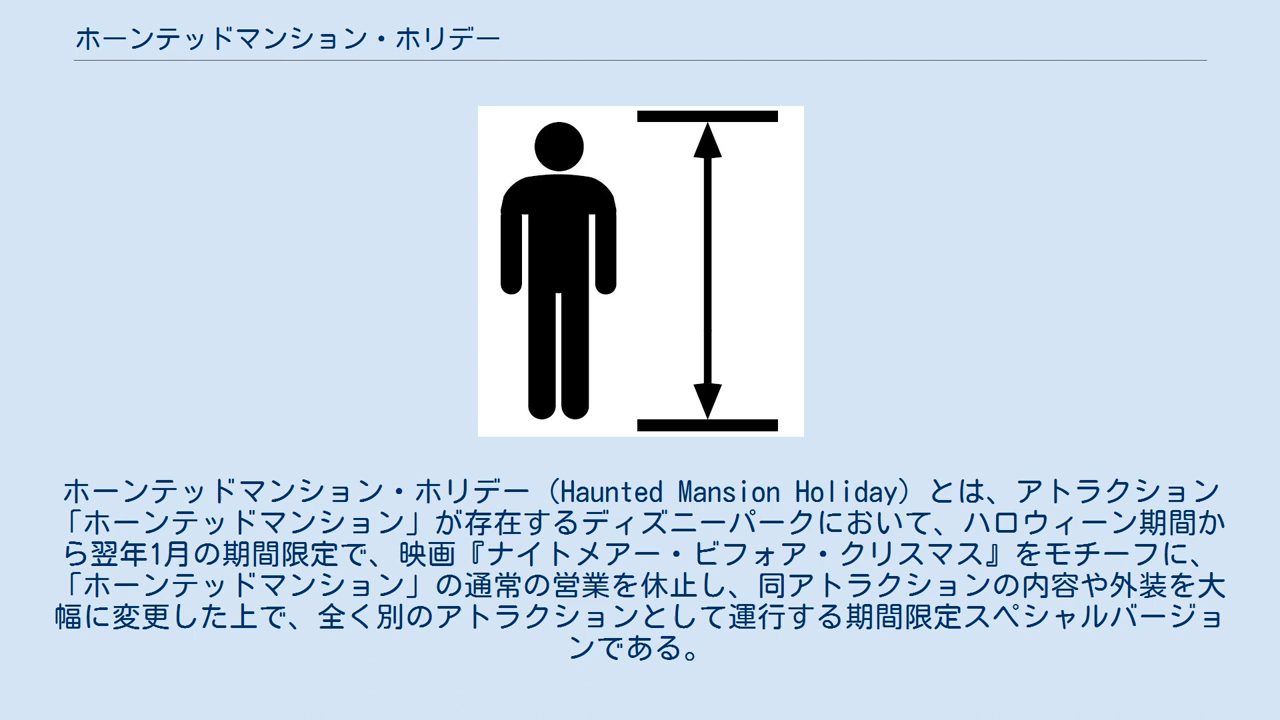 ホーンテッドマンション・ホリデー
ホーンテッドマンション・ホリデー（Haunted Mansion Holiday）とは、アトラクション
「ホーンテッドマンション」が存在するディズニーパークにおいて、ハロウィーン期間か
ら翌年1月の期間限定で、映画『ナイトメアー・ビフォア・クリスマス』をモチーフに、
「ホーンテッドマンション」の通常の営業を休止し、同アトラクションの内容や外装を大
幅に変更した上で、全く別のアトラクションとして運行する期間限定スペシャルバージョ
ンである。